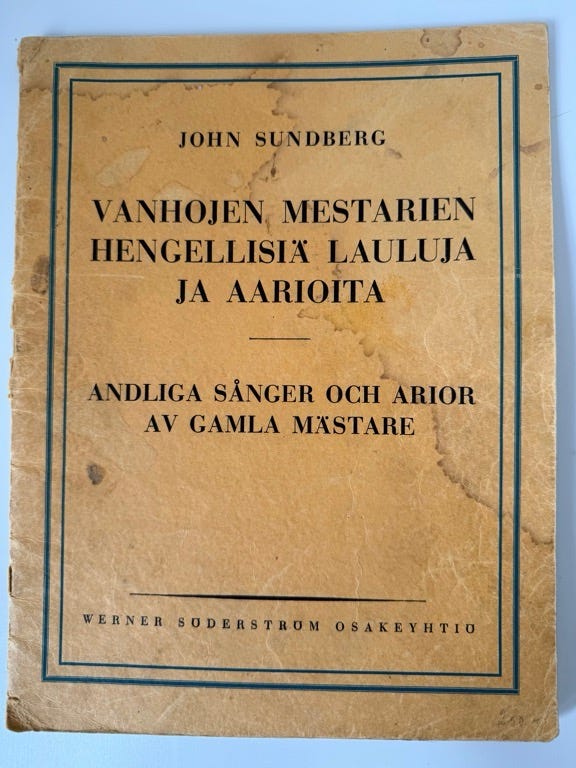 JOHN SUNDBERG
VANHOJEN MESTARIEN
HENGELLISIÄ LAULUJA
JA AARIOITA
ANDLIGA SÅNGER OCH ARIOR
AV GAMLA MÄSTARE
WERNER SÖDERSTRÖM OSAKEYHTIÖ